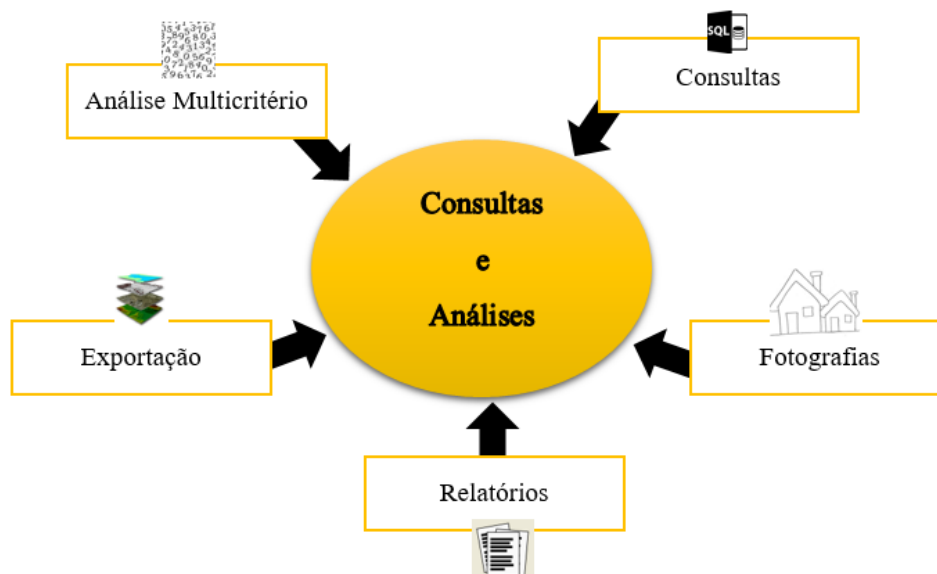 SQL
Consultas
Análise Multicritério
Consultas
e
Análises
Exportação
Fotografias
Relatórios